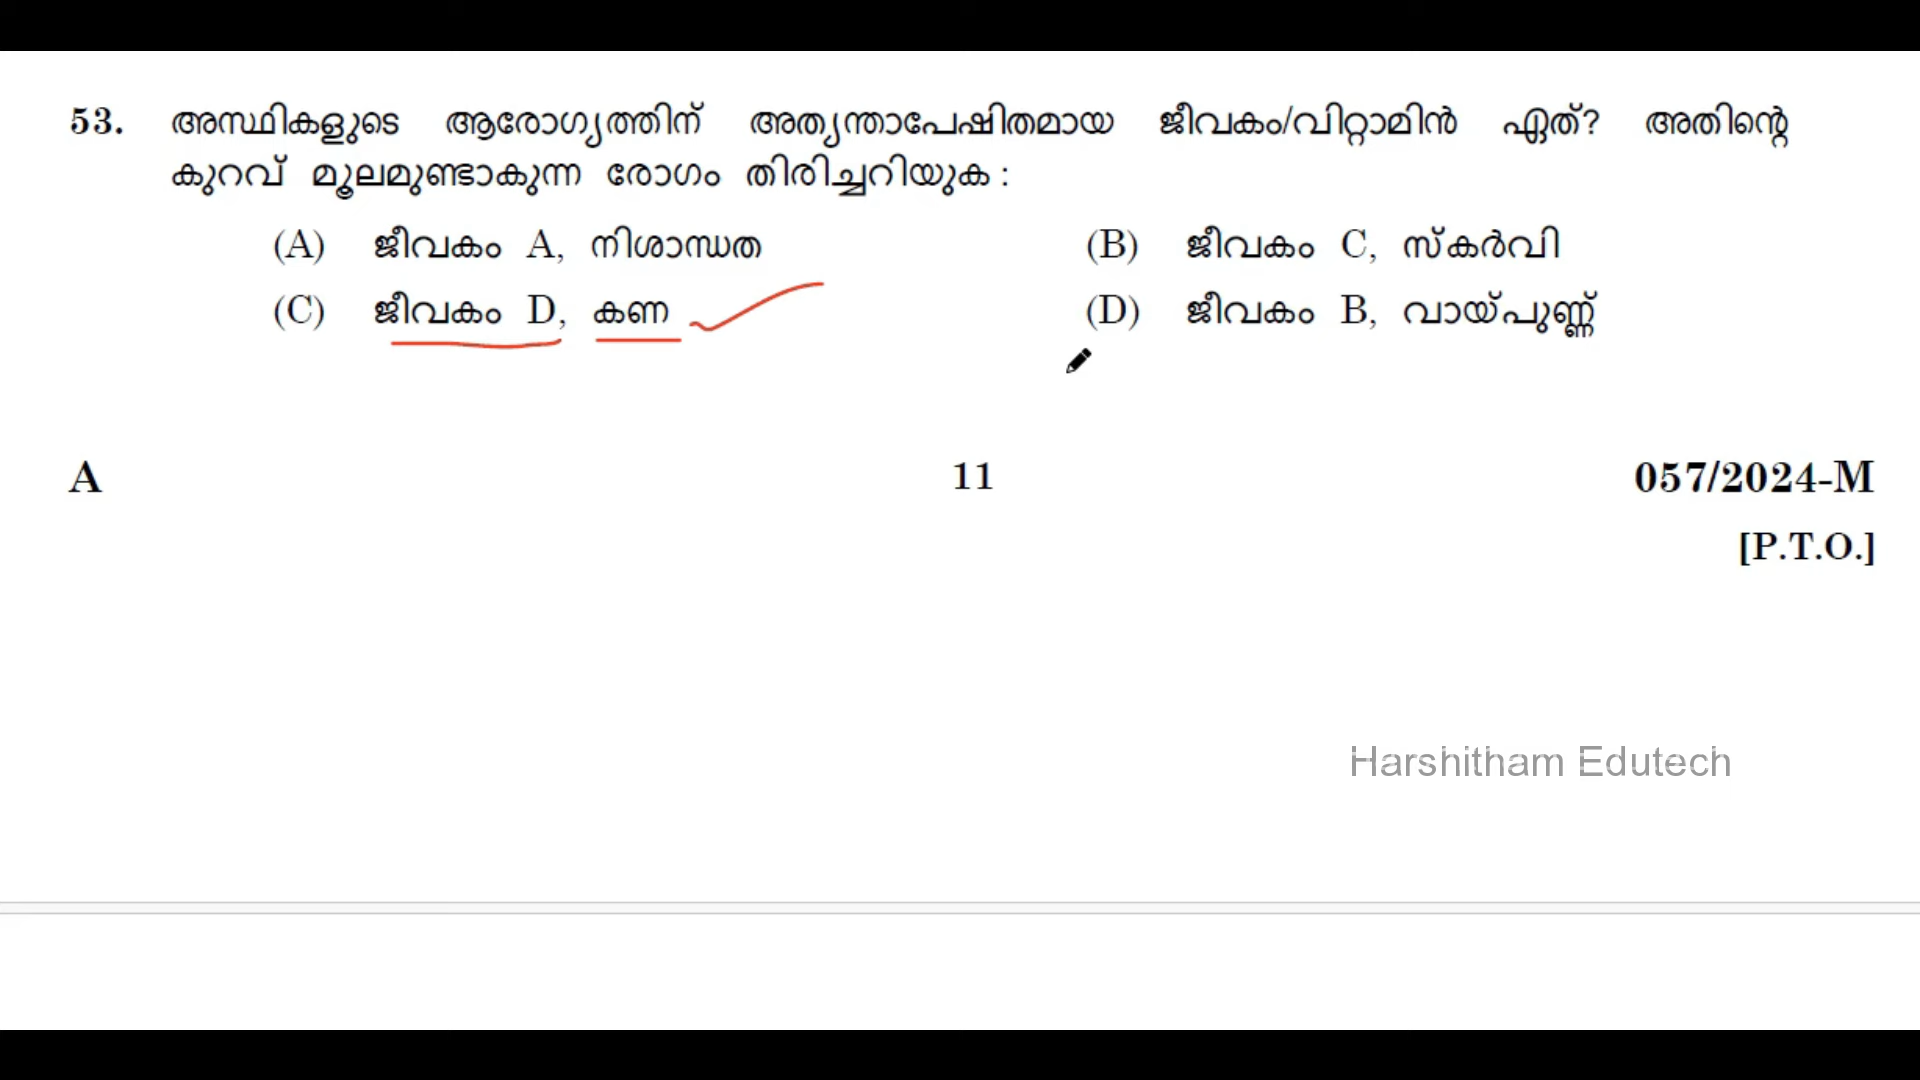 53. അസ്ഥികളുടെ ആരോഗ്യത്തിന് അത്യന്താപേഷിതമായ ജീവകം/വിറ്റാമിൻ ഏത്? അതിന്റെ
കുറവ് മൂലമുണ്ടാകുന്ന രോഗം തിരിച്ചറിയുക :
(A) ജീവകം A, നിശാന്ധത (B) ജീവകം C, സ്കർവി
(C) ജീവകം D, കണ (D) ജീവകം B, വായ്പുണ്ണ്
A 11 057/2024-M
[P.T.O.]
Harshitham Edutech